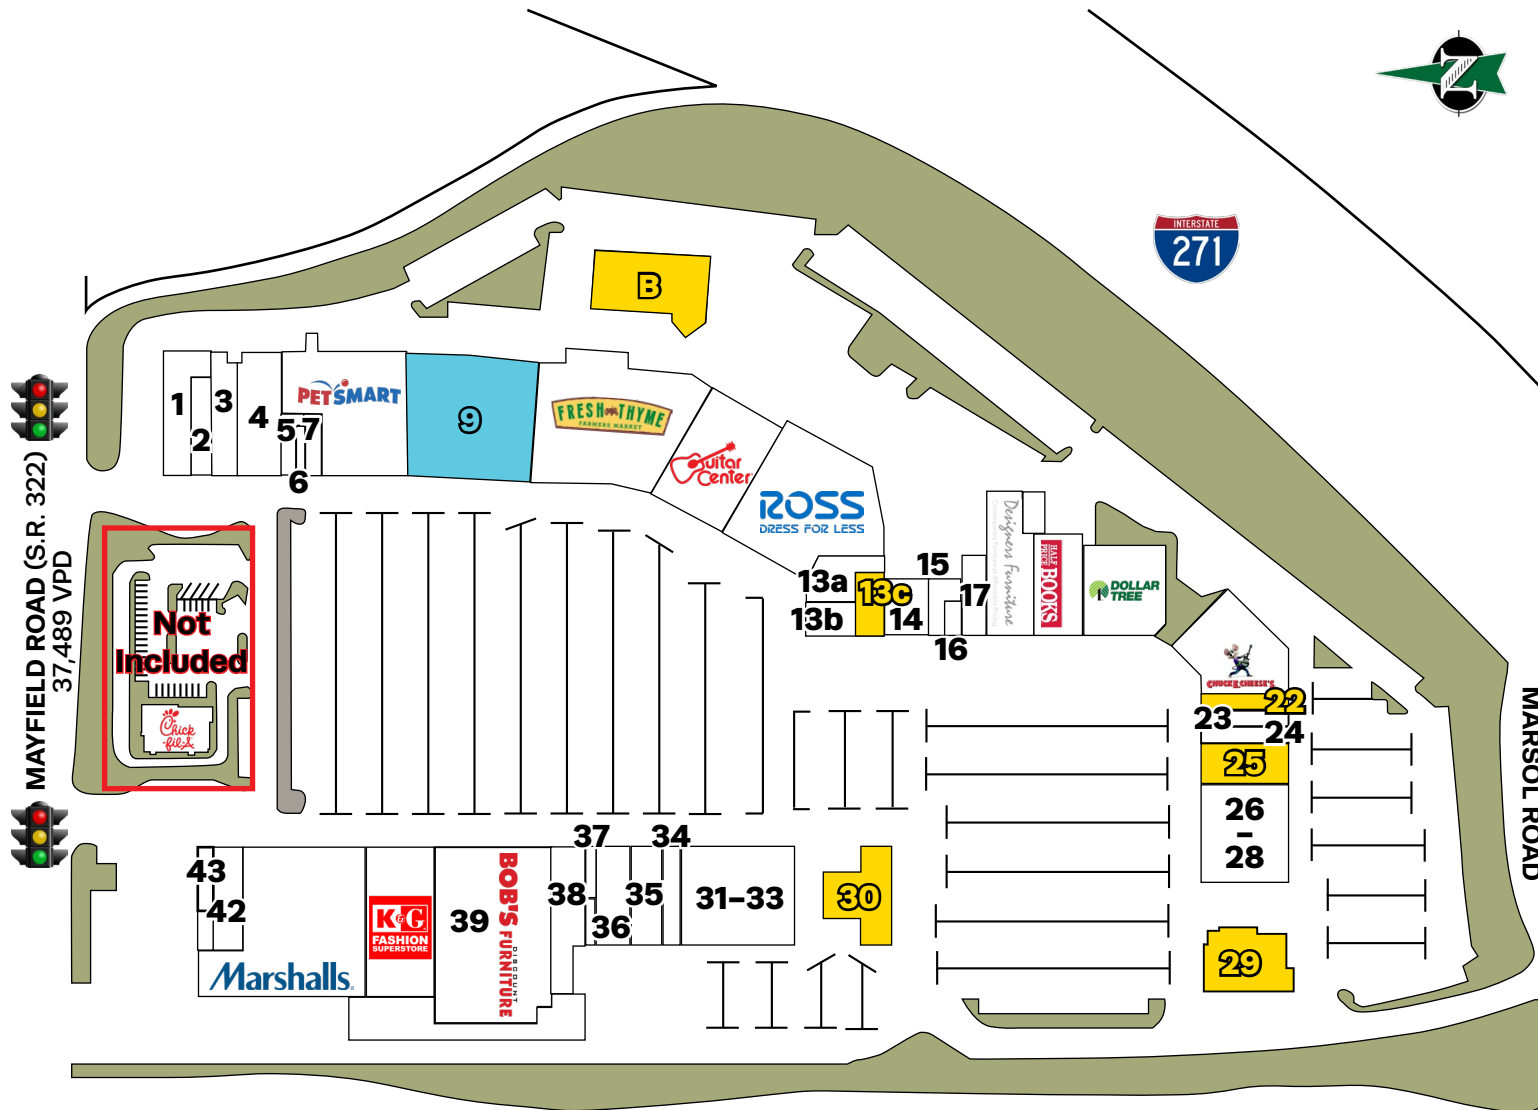 Z
INTERSTATE
271
B
1
2
3
4
5
6
7
PETSMART
9
FRESH THYME
FARMERS MARKET
Guitar
Center
ROSS
DRESS FOR LESS
13a
13b
13c
14
15
16
17
Designers Furniture
HALF
PRICE
BOOKS
DOLLAR
TREE
CHUCK E. CHEESE'S
22
23
24
25
26
–
28
29
MARSOL ROAD
MAYFIELD ROAD (S.R. 322)
37,489 VPD
Not
Included
Chick
-fil-A
43
42
Marshalls.
K&G
FASHION
SUPERSTORE
39
BOB'S
DISCOUNT
FURNITURE
38
37
36
35
34
31–33
30